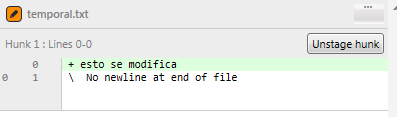 temporal.txt
...
Hunk 1 : Lines 0-0
Unstage hunk
0 + esto se modifica
0 1 \ No newline at end of file